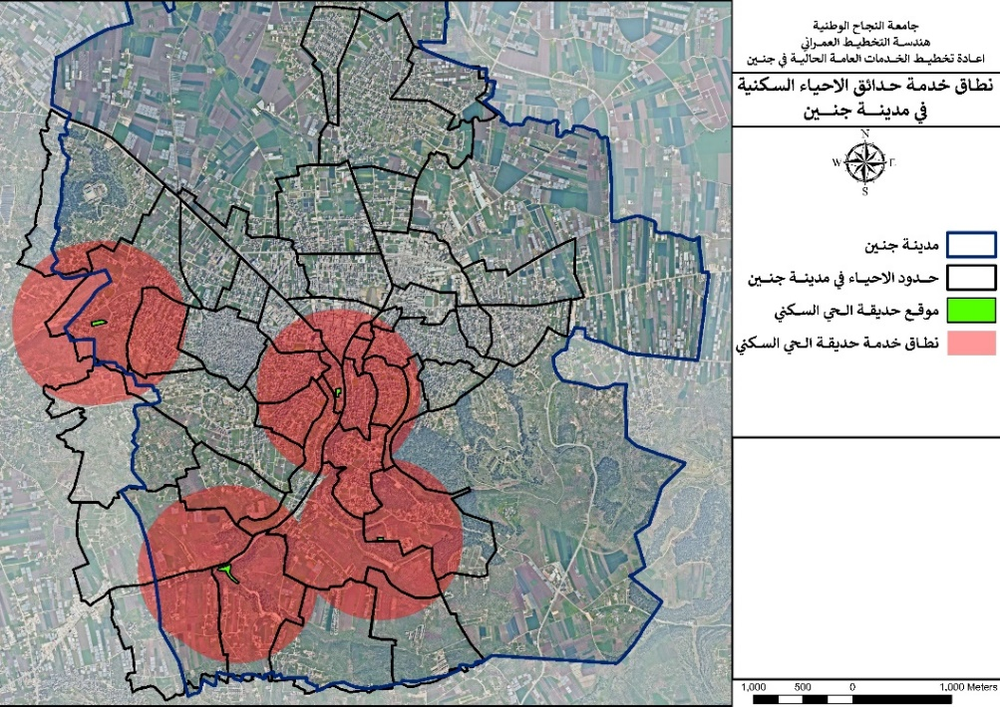 جامعة النجاح الوطنية
هندسة التخطيط العمراني
اعادة تخطيط الخدمات العامة الحالية في جنين
نطاق خدمة حدائق الاحياء السكنية
في مدينة جنين
N
W E
S
مدينة جنين
حدود الاحياء في مدينة جنين
موقع حديقة الحي السكني
نطاق خدمة حديقة الحي السكني
1,000 500 0 1,000 Meters